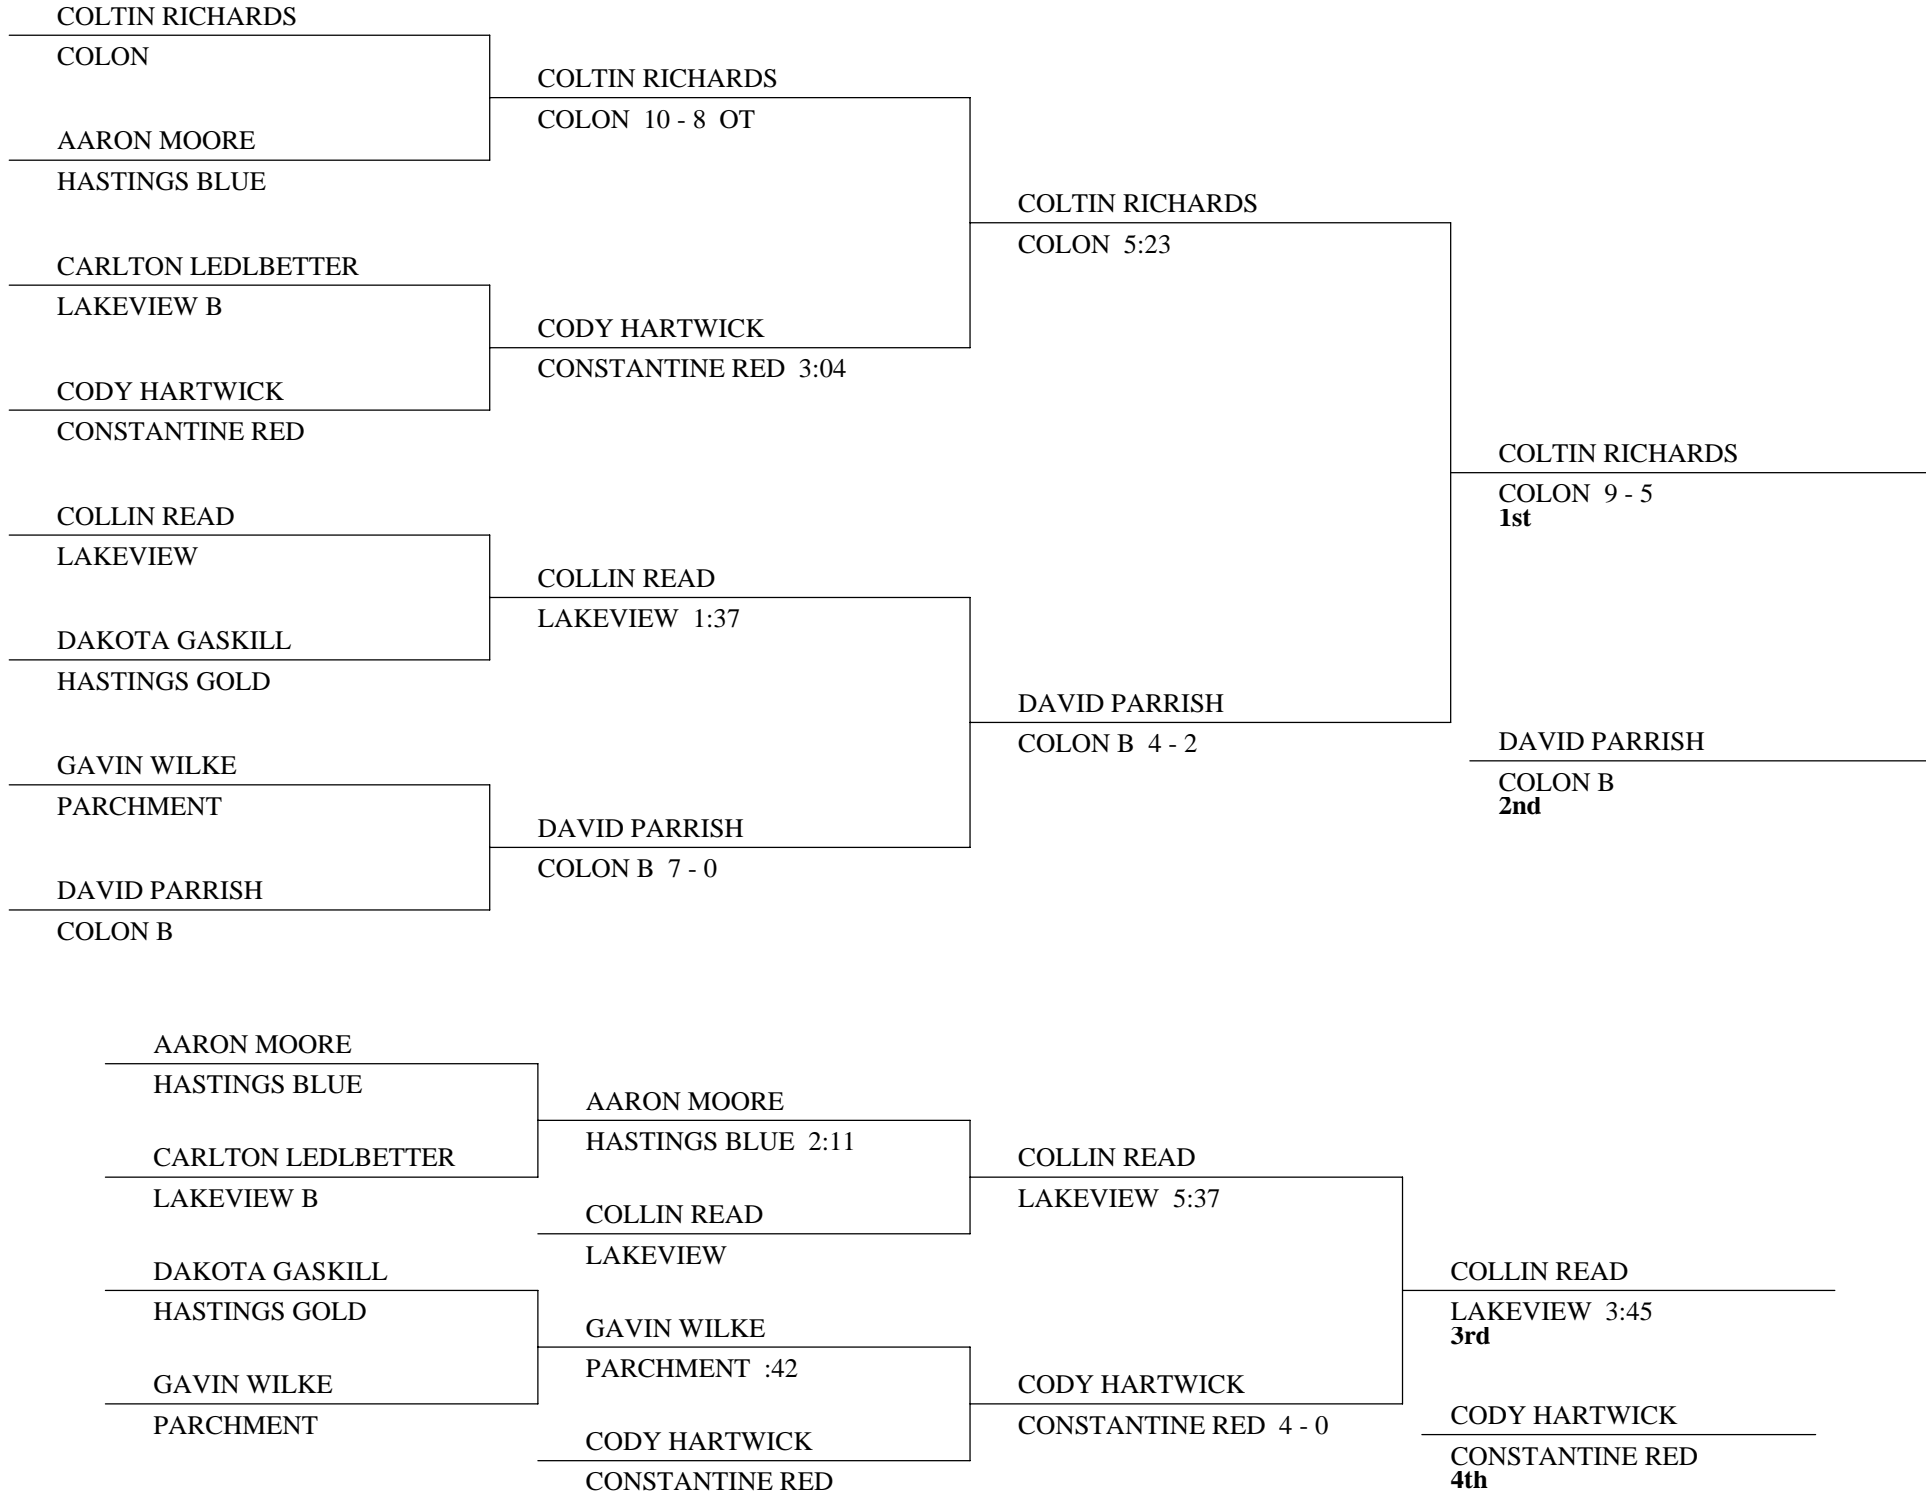 COLTIN RICHARDS
COLON
AARON MOORE
HASTINGS BLUE
CARLTON LEDLBETTER
LAKEVIEW B
CODY HARTWICK
CONSTANTINE RED
COLLIN READ
LAKEVIEW
DAKOTA GASKILL
HASTINGS GOLD
GAVIN WILKE
PARCHMENT
DAVID PARRISH
COLON B
COLTIN RICHARDS
COLON 10 - 8 OT
CODY HARTWICK
CONSTANTINE RED 3:04
COLLIN READ
LAKEVIEW 1:37
DAVID PARRISH
COLON B 7 - 0
COLTIN RICHARDS
COLON 5:23
DAVID PARRISH
COLON B 4 - 2
COLTIN RICHARDS
COLON 9 - 5
1st
DAVID PARRISH
COLON B
2nd
AARON MOORE
HASTINGS BLUE
CARLTON LEDLBETTER
LAKEVIEW B
DAKOTA GASKILL
HASTINGS GOLD
GAVIN WILKE
PARCHMENT
AARON MOORE
HASTINGS BLUE 2:11
COLLIN READ
LAKEVIEW
GAVIN WILKE
PARCHMENT :42
CODY HARTWICK
CONSTANTINE RED
COLLIN READ
LAKEVIEW 5:37
CODY HARTWICK
CONSTANTINE RED 4 - 0
COLLIN READ
LAKEVIEW 3:45
3rd
CODY HARTWICK
CONSTANTINE RED
4th